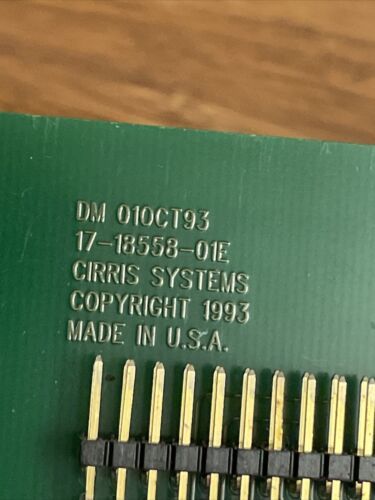 DM 01OCT93
17-18558-01E
CIRRIS SYSTEMS
COPYRIGHT 1993
MADE IN U.S.A.